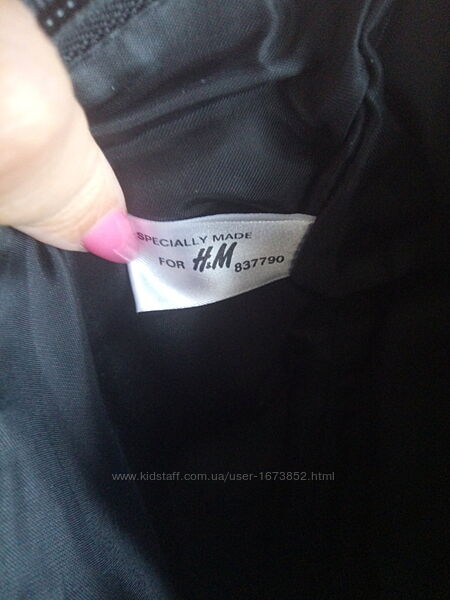 SPECIALLY MADE
FOR H&M 837790
www.kidstaff.com.ua/user-1673852.html